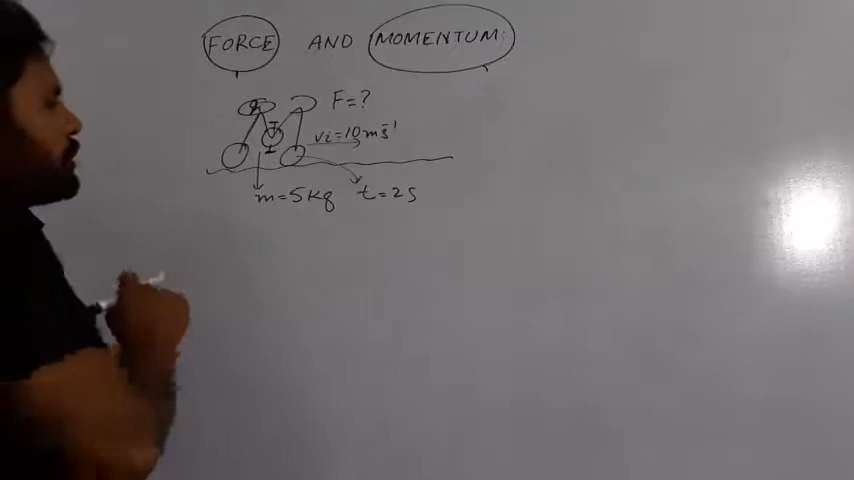 FORCE AND MOMENTUM:
F=?
vi=10ms⁻¹
m=5kg t=2s